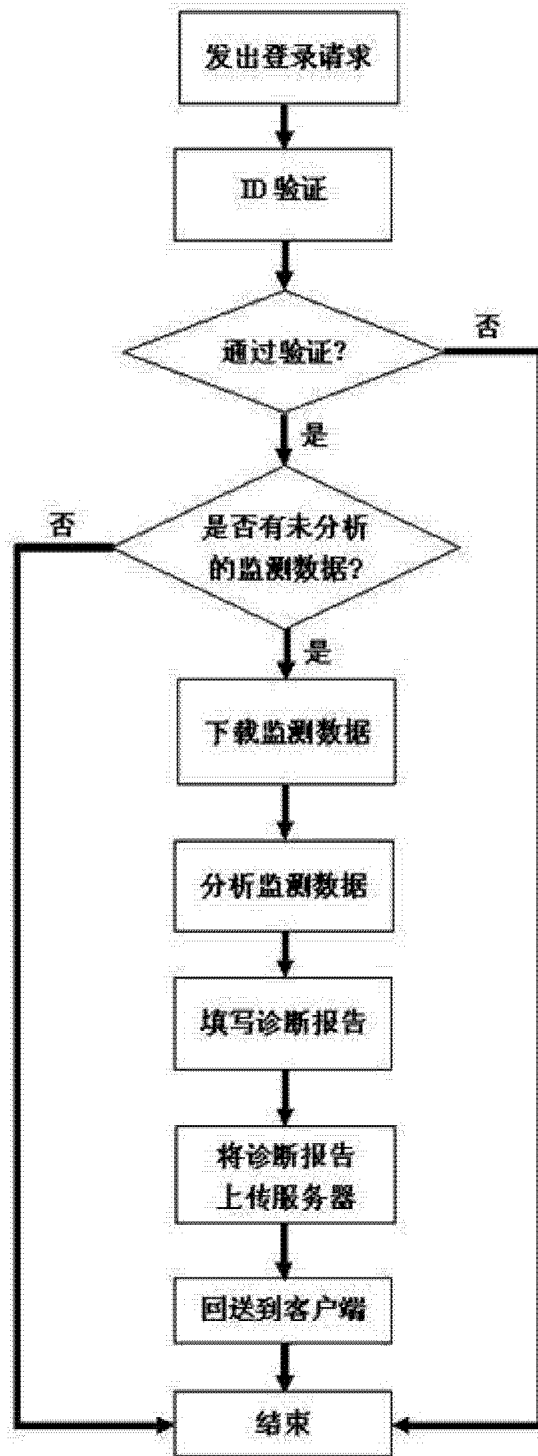 发出登录请求
ID 验证
通过验证?
否
是
是否有未分析
的监测数据?
否
是
下载监测数据
分析监测数据
填写诊断报告
将诊断报告
上传服务器
回送到客户端
结束